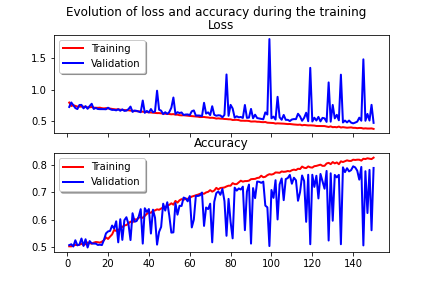 Evolution of loss and accuracy during the training
Loss
Training
Validation
1.5
1.0
0.5
Accuracy
Training
Validation
0.8
0.7
0.6
0.5
0 20 40 60 80 100 120 140